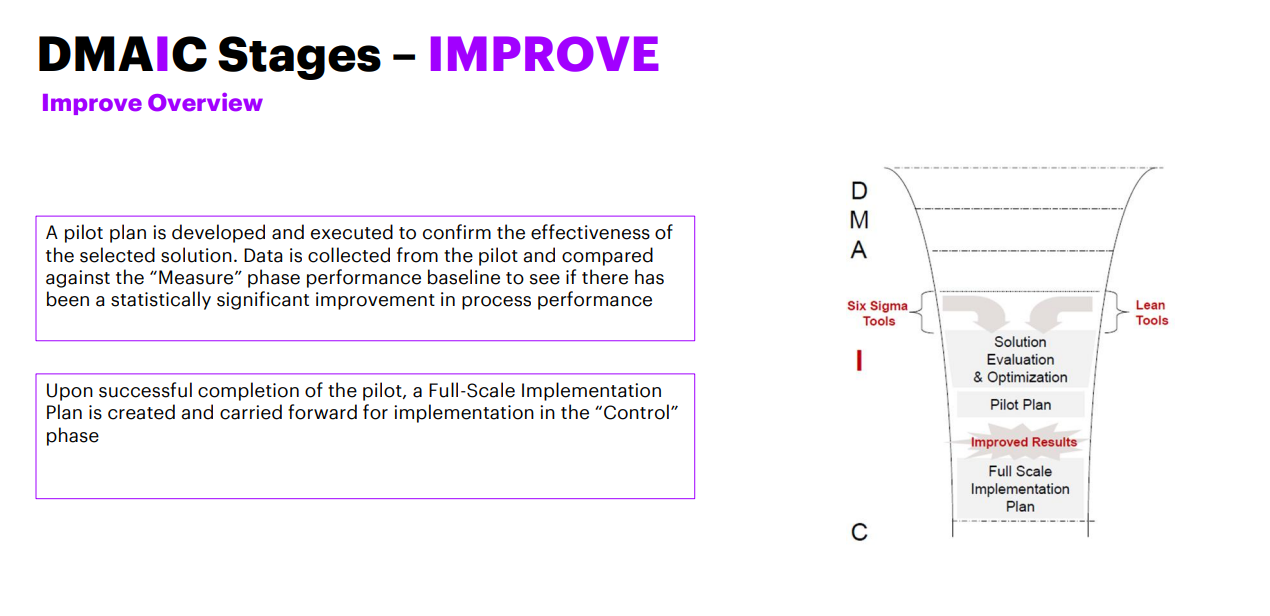 DMAIC Stages – IMPROVE
Improve Overview
A pilot plan is developed and executed to confirm the effectiveness of
the selected solution. Data is collected from the pilot and compared
against the “Measure” phase performance baseline to see if there has
been a statistically significant improvement in process performance
Upon successful completion of the pilot, a Full-Scale Implementation
Plan is created and carried forward for implementation in the “Control”
phase
D
M
A
Six Sigma
Tools
Lean
Tools
I
Solution
Evaluation
& Optimization
Pilot Plan
Improved Results
Full Scale
Implementation
Plan
C